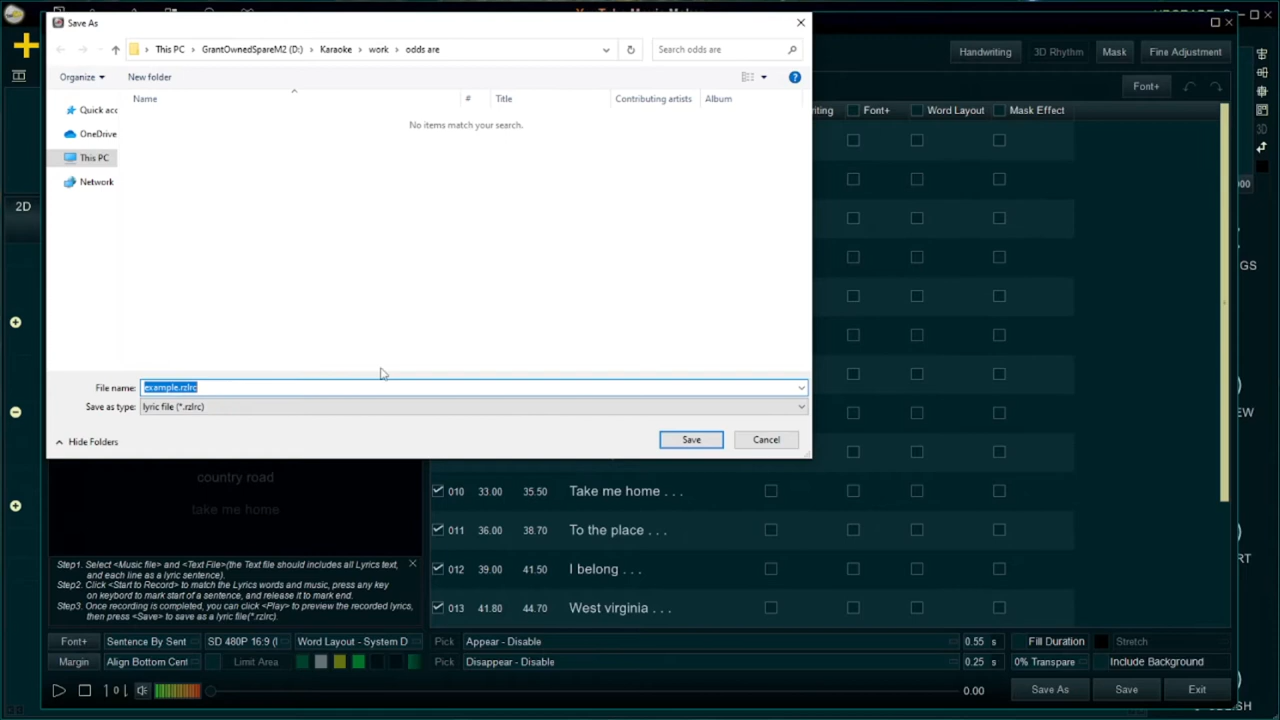 Save As
This PC > GrantOwnedSpareM2 (D:) > Karaoke > work > odds are
Search odds are
Organize
New folder
Name
#
Title
Contributing artists
Album
No items match your search.
Quick acc
OneDrive
This PC
Network
File name: example.rzlrc
Save as type: lyric file (*.rzlrc)
Hide Folders
Save
Cancel
Handwriting
3D Rhythm
Mask
Fine Adjustment
Font+
Font+
Word Layout
Mask Effect
2D
country road
take me home
010 33.00 35.50 Take me home . . .
011 36.00 38.70 To the place . . .
012 39.00 41.50 I belong . . .
013 41.80 44.70 West virginia . . .
Step1. Select <Music file> and <Text File>(the Text file should includes all Lyrics text,
and each line as a lyric sentence).
Step2. Click <Start to Record> to match the Lyrics words and music, press any key
on keybord to mark start of a sentence, and release it to mark end.
Step3. Once recording is completed, you can click <Play> to preview the recorded lyrics,
then press <Save> to save as a lyric file(*.rzlrc).
Font+ Sentence By Sent SD 480P 16:9 ( Word Layout - System D Pick Appear - Disable 0.55 s Fill Duration Stretch
Margin Align Bottom Cent Limit Area Pick Disappear - Disable 0.25 s 0% Transpare Include Background
0.00
Save As
Save
Exit